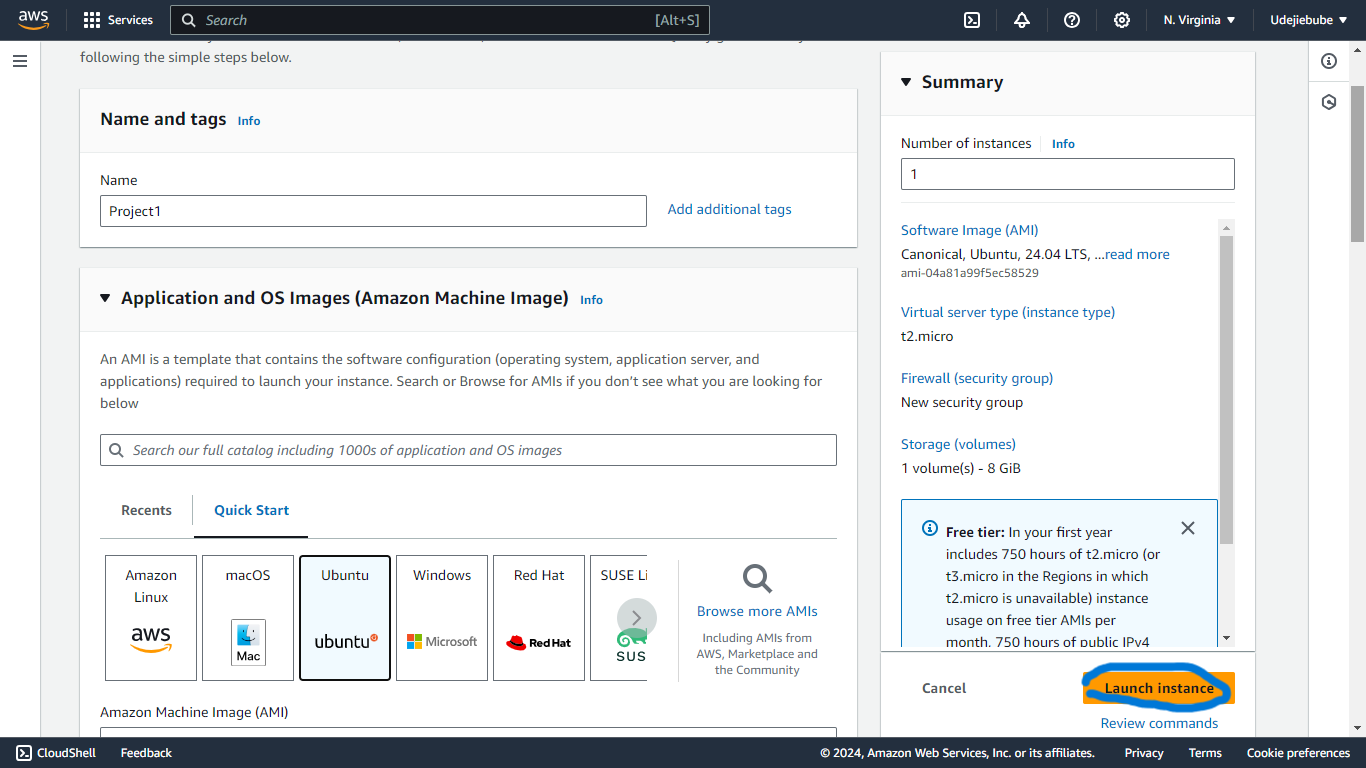 aws
Services
Search
[Alt+S]
N. Virginia
Udejiebube
following the simple steps below.
Name and tags Info
Name
Project1
Add additional tags
Application and OS Images (Amazon Machine Image) Info
An AMI is a template that contains the software configuration (operating system, application server, and
applications) required to launch your instance. Search or Browse for AMIs if you don't see what you are looking for
below
Search our full catalog including 1000s of application and OS images
Recents
Quick Start
Amazon
Linux
aws
macOS
Mac
Ubuntu
ubuntu
Windows
Microsoft
Red Hat
RedHat
SUSE Li
SUS
Browse more AMIs
Including AMIs from
AWS, Marketplace and
the Community
Amazon Machine Image (AMI)
Summary
Number of instances Info
1
Software Image (AMI)
Canonical, Ubuntu, 24.04 LTS, ...read more
ami-04a81a99f5ec58529
Virtual server type (instance type)
t2.micro
Firewall (security group)
New security group
Storage (volumes)
1 volume(s) - 8 GiB
Free tier: In your first year
includes 750 hours of t2.micro (or
t3.micro in the Regions in which
t2.micro is unavailable) instance
usage on free tier AMIs per
month, 750 hours of public IPv4
Cancel
Launch instance
Review commands
CloudShell
Feedback
© 2024, Amazon Web Services, Inc. or its affiliates.
Privacy
Terms
Cookie preferences